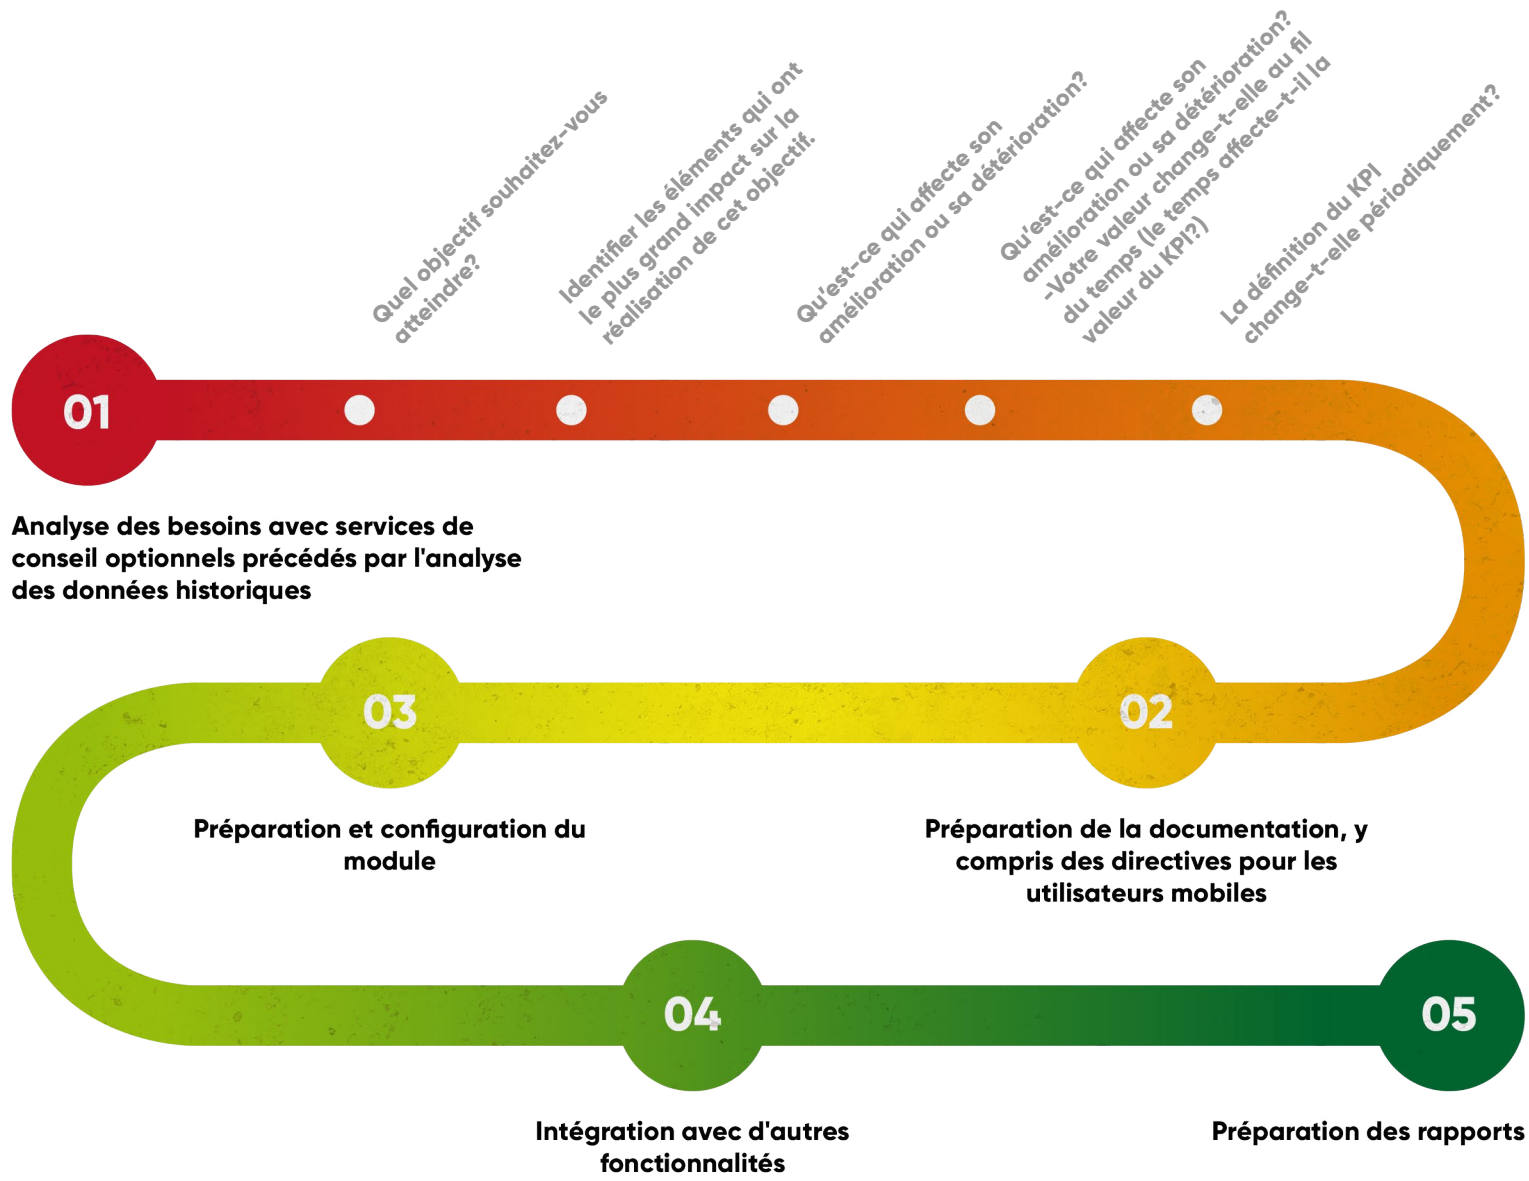 Quel objectif souhaitez-vous
atteindre?
Identifier les éléments qui ont
le plus grand impact sur la
réalisation de cet objectif.
Qu'est-ce qui affecte son
amélioration ou sa détérioration?
Qu'est-ce qui affecte son
amélioration ou sa détérioration?
-Votre valeur change-t-elle au fil
du temps (le temps affecte-t-il la
valeur du KPI?)
La définition du KPI
change-t-elle périodiquement?
01
Analyse des besoins avec services de
conseil optionnels précédés par l'analyse
des données historiques
02
Préparation de la documentation, y
compris des directives pour les
utilisateurs mobiles
03
Préparation et configuration du
module
04
Intégration avec d'autres
fonctionnalités
05
Préparation des rapports